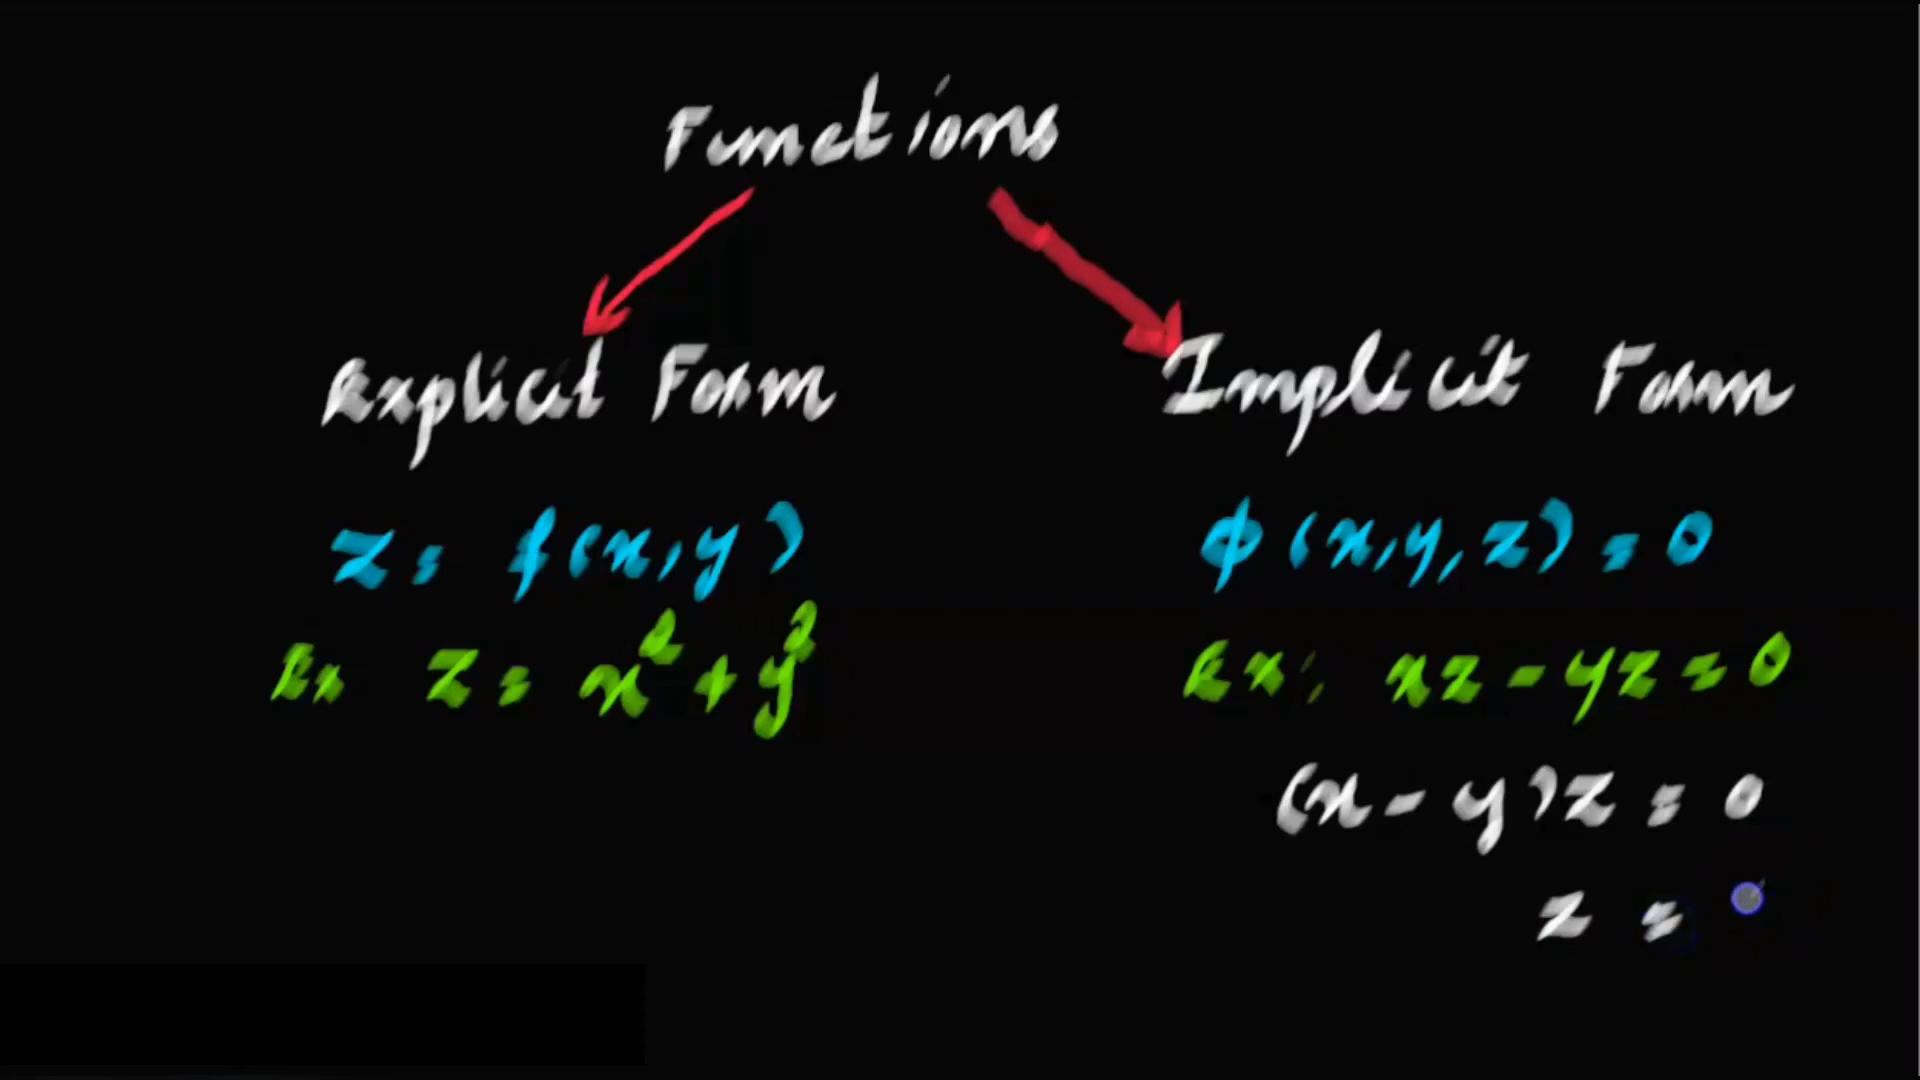 Functions
Explicit Form
Implicit Form
z = f(x,y)
ϕ(x,y,z) = 0
Ex z = x² + y²
Ex: xz - yz = 0
(x - y)z = 0
z =